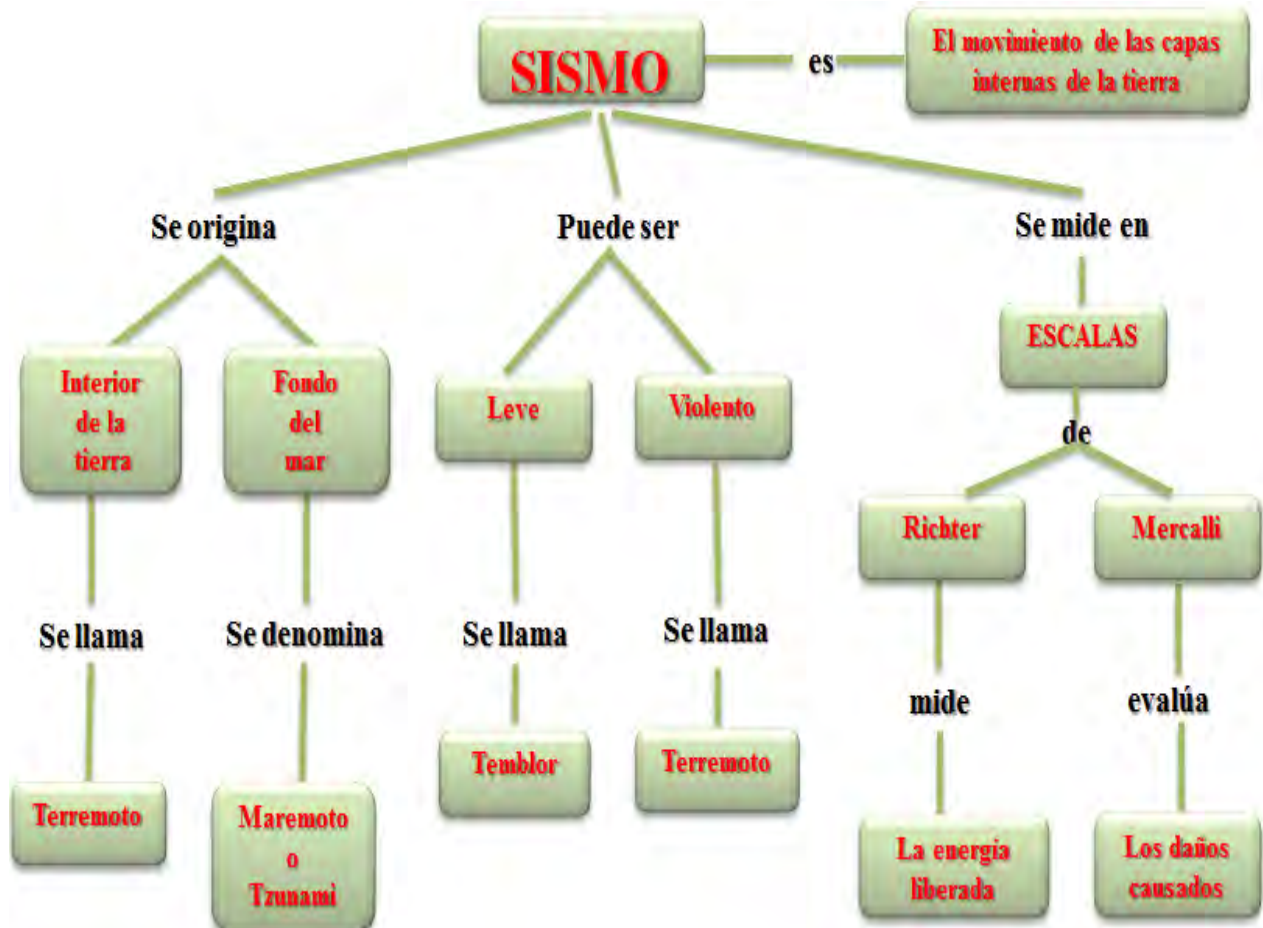 SISMO
es
El movimiento de las capas
internas de la tierra
Se origina
Puede ser
Se mide en
Interior
de la
tierra
Fondo
del
mar
Leve
Violento
ESCALAS
de
Richter
Mercalli
Se llama
Se denomina
Se llama
Se llama
mide
evalúa
Terremoto
Maremoto
o
Tzunami
Temblor
Terremoto
La energía
liberada
Los daños
causados